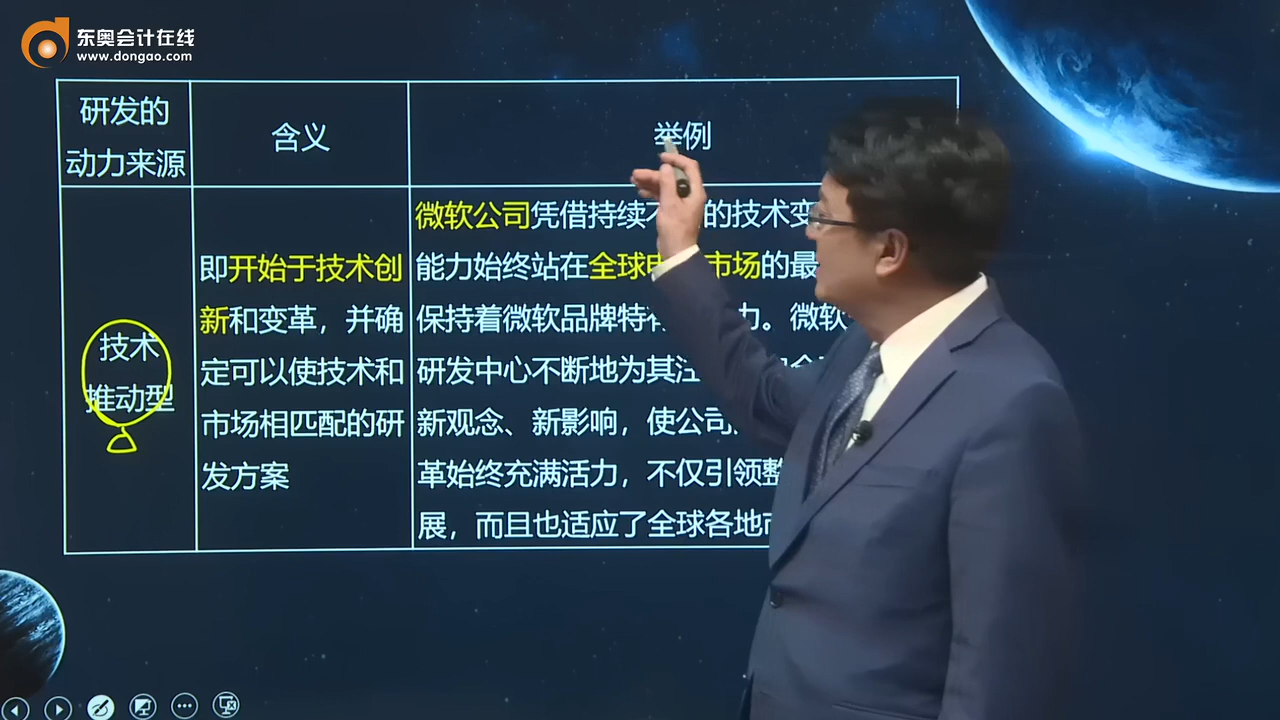 东奥会计在线
www.dongao.com
研发的
动力来源
含义
举例
技术
推动型
即开始于技术创
新和变革，并确
定可以使技术和
市场相匹配的研
发方案
微软公司凭借持续不 的技术变
能力始终站在全球 市场的最
保持着微软品牌特有 力。微软
研发中心不断地为其注
新观念、新影响，使公司
革始终充满活力，不仅引领整
展，而且也适应了全球各地